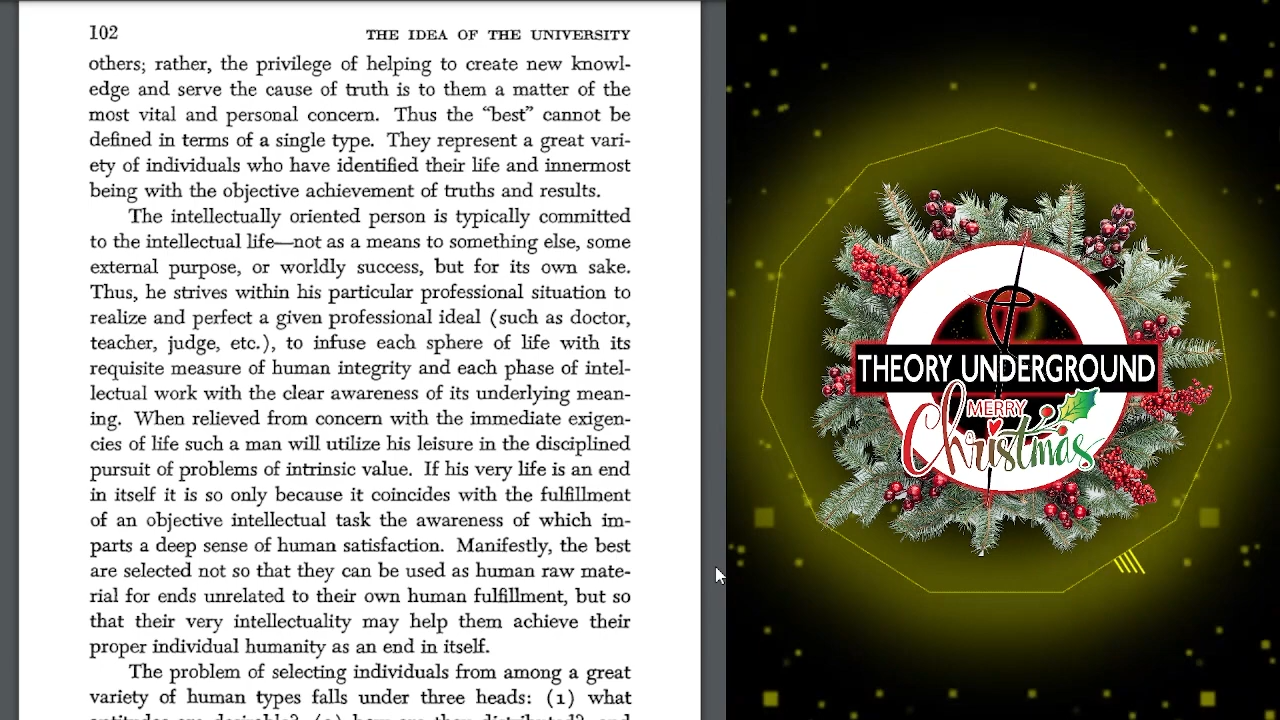 102
THE IDEA OF THE UNIVERSITY
others; rather, the privilege of helping to create new knowl-
edge and serve the cause of truth is to them a matter of the
most vital and personal concern. Thus the “best” cannot be
defined in terms of a single type. They represent a great vari-
ety of individuals who have identified their life and innermost
being with the objective achievement of truths and results.
The intellectually oriented person is typically committed
to the intellectual life—not as a means to something else, some
external purpose, or worldly success, but for its own sake.
Thus, he strives within his particular professional situation to
realize and perfect a given professional ideal (such as doctor,
teacher, judge, etc.), to infuse each sphere of life with its
requisite measure of human integrity and each phase of intel-
lectual work with the clear awareness of its underlying mean-
ing. When relieved from concern with the immediate exigen-
cies of life such a man will utilize his leisure in the disciplined
pursuit of problems of intrinsic value. If his very life is an end
in itself it is so only because it coincides with the fulfillment
of an objective intellectual task the awareness of which im-
parts a deep sense of human satisfaction. Manifestly, the best
are selected not so that they can be used as human raw mate-
rial for ends unrelated to their own human fulfillment, but so
that their very intellectuality may help them achieve their
proper individual humanity as an end in itself.
The problem of selecting individuals from among a great
variety of human types falls under three heads: (1) what
aptitudes are desirable? (2) how are they distributed? and
THEORY UNDERGROUND
MERRY
Christmas